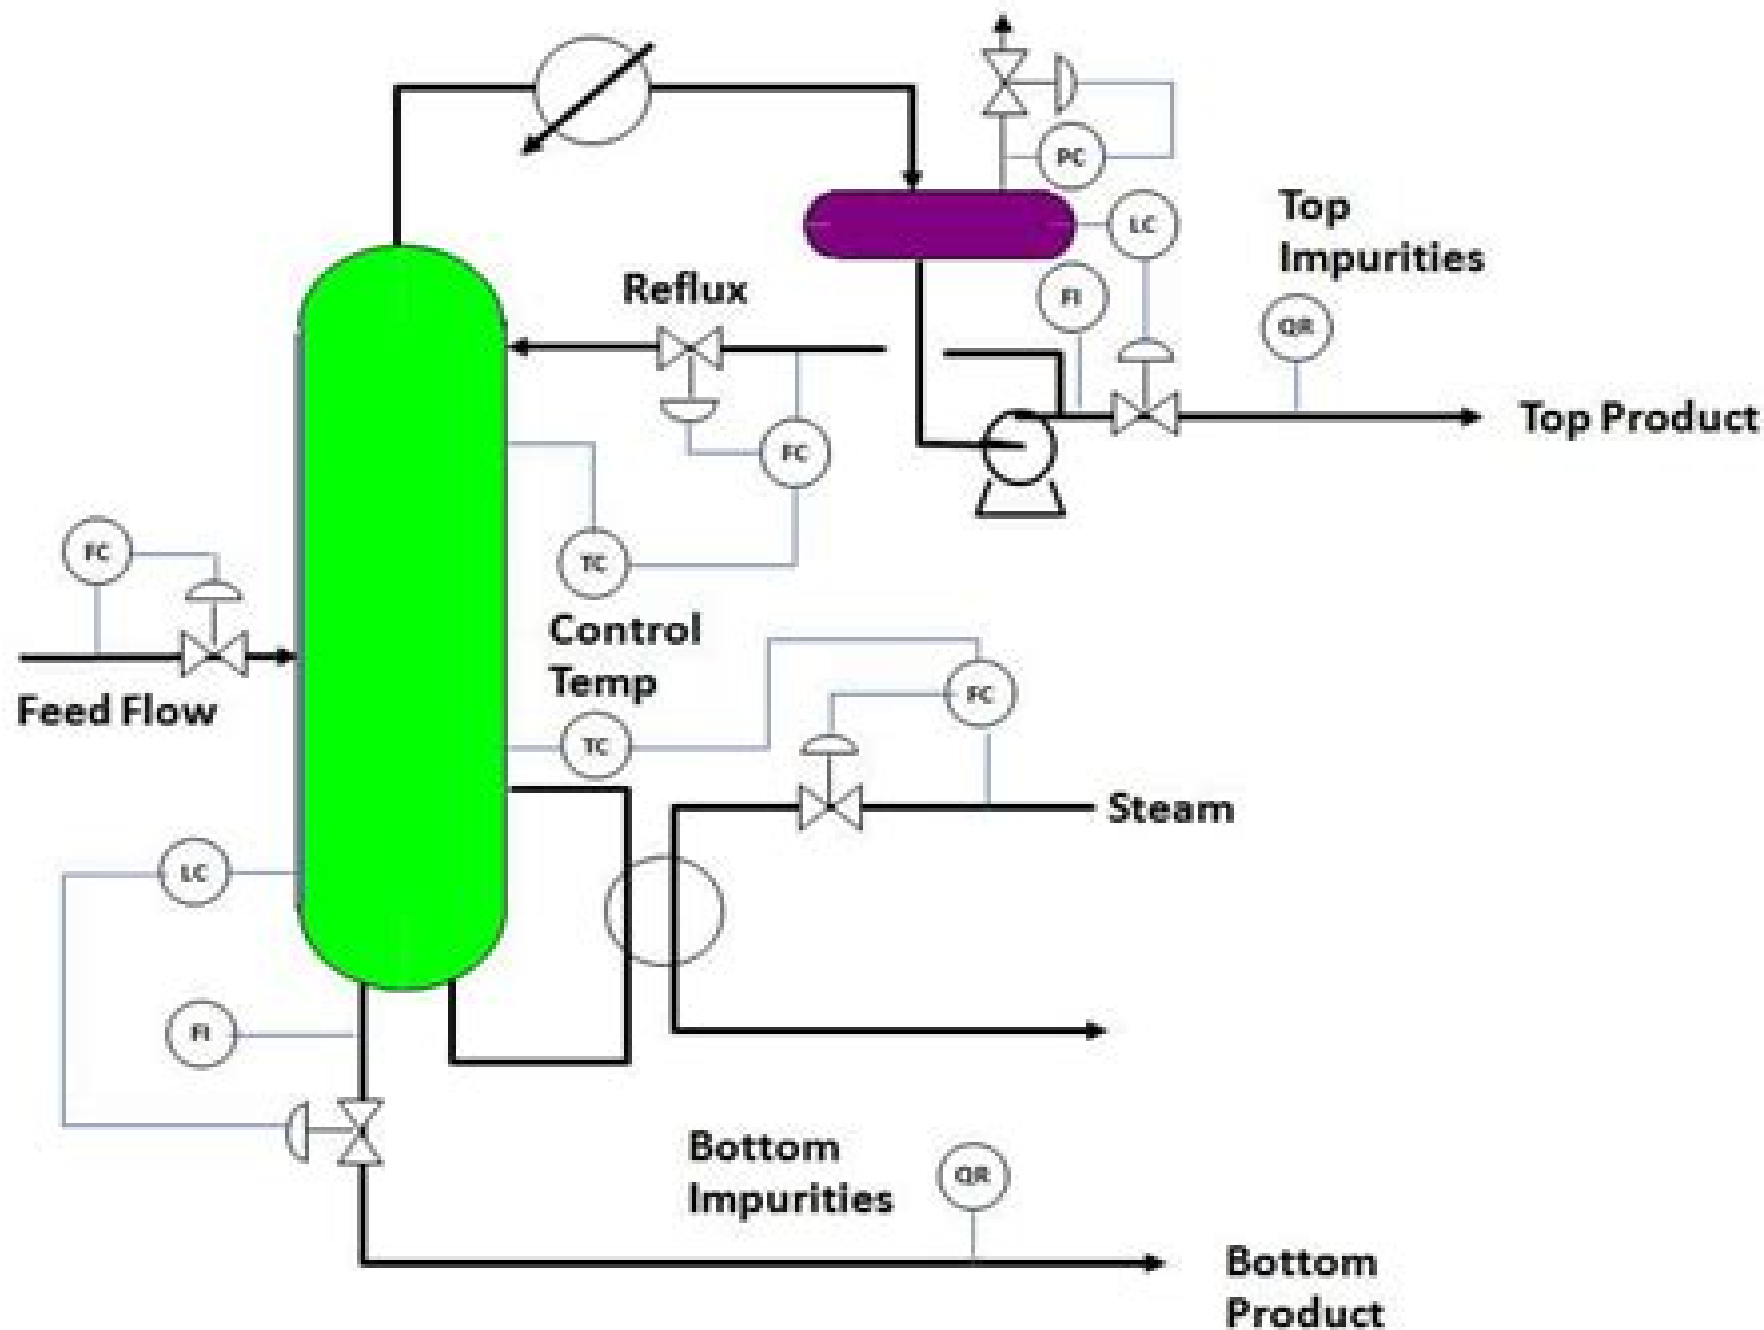 PC
Top
Impurities
LC
Reflux
FI
QR
Top Product
FC
FC
TC
Control
Temp
FC
Feed Flow
TC
Steam
LC
FI
Bottom
Impurities
QR
Bottom
Product